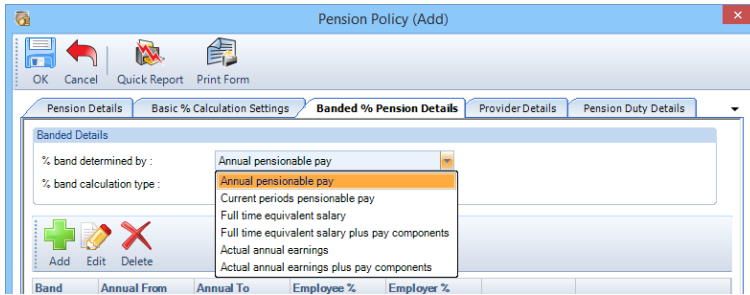 Pension Policy (Add)
OK Cancel Quick Report Print Form
Pension Details Basic % Calculation Settings Banded % Pension Details Provider Details Pension Duty Details
Banded Details
% band determined by : Annual pensionable pay
% band calculation type : Annual pensionable pay
Current periods pensionable pay
Full time equivalent salary
Full time equivalent salary plus pay components
Actual annual earnings
Actual annual earnings plus pay components
Add Edit Delete
Band Annual From Annual To Employee % Employer %